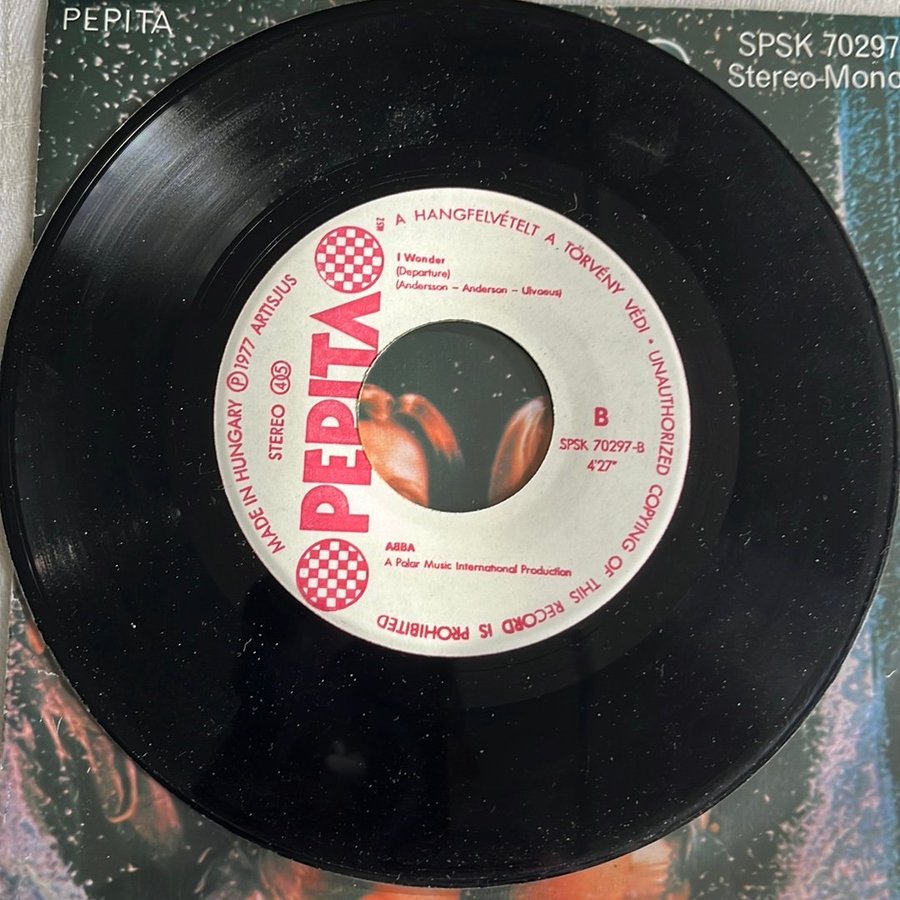 PEPITA
SPSK 70297
Stereo-Mono
A HANGFELVÉTELT A TÖRVÉNY VÉDI • UNAUTHORIZED COPYING OF THIS RECORD IS PROHIBITED
MADE IN HUNGARY Ⓟ 1977 ARTISJUS
STEREO 45
PEPITA
I Wonder
(Departure)
(Andersson – Anderson – Ulvaeus)
B
SPSK 70297-B
4'27"
ABBA
A Polar Music International Production